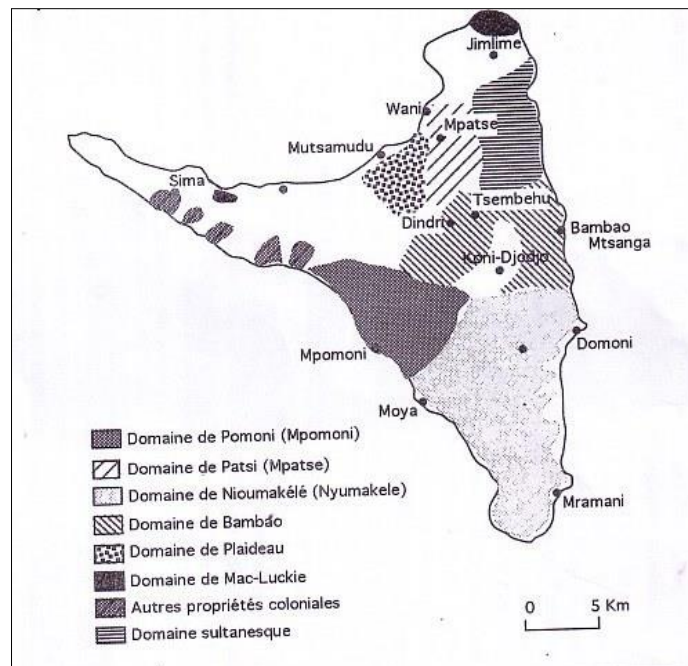 Jimlime
Wani
Mpatse
Mutsamudu
Sima
Tsembehu
Dindri
Bambao
Mtsanga
Koni-Djodjo
Mpomoni
Domoni
Moya
Mramani
Domaine de Pomoni (Mpomoni)
Domaine de Patsi (Mpatse)
Domaine de Nioumakélé (Nyumakele)
Domaine de Bambao
Domaine de Plaideau
Domaine de Mac-Luckie
Autres propriétés coloniales
Domaine sultanesque
0 5 Km